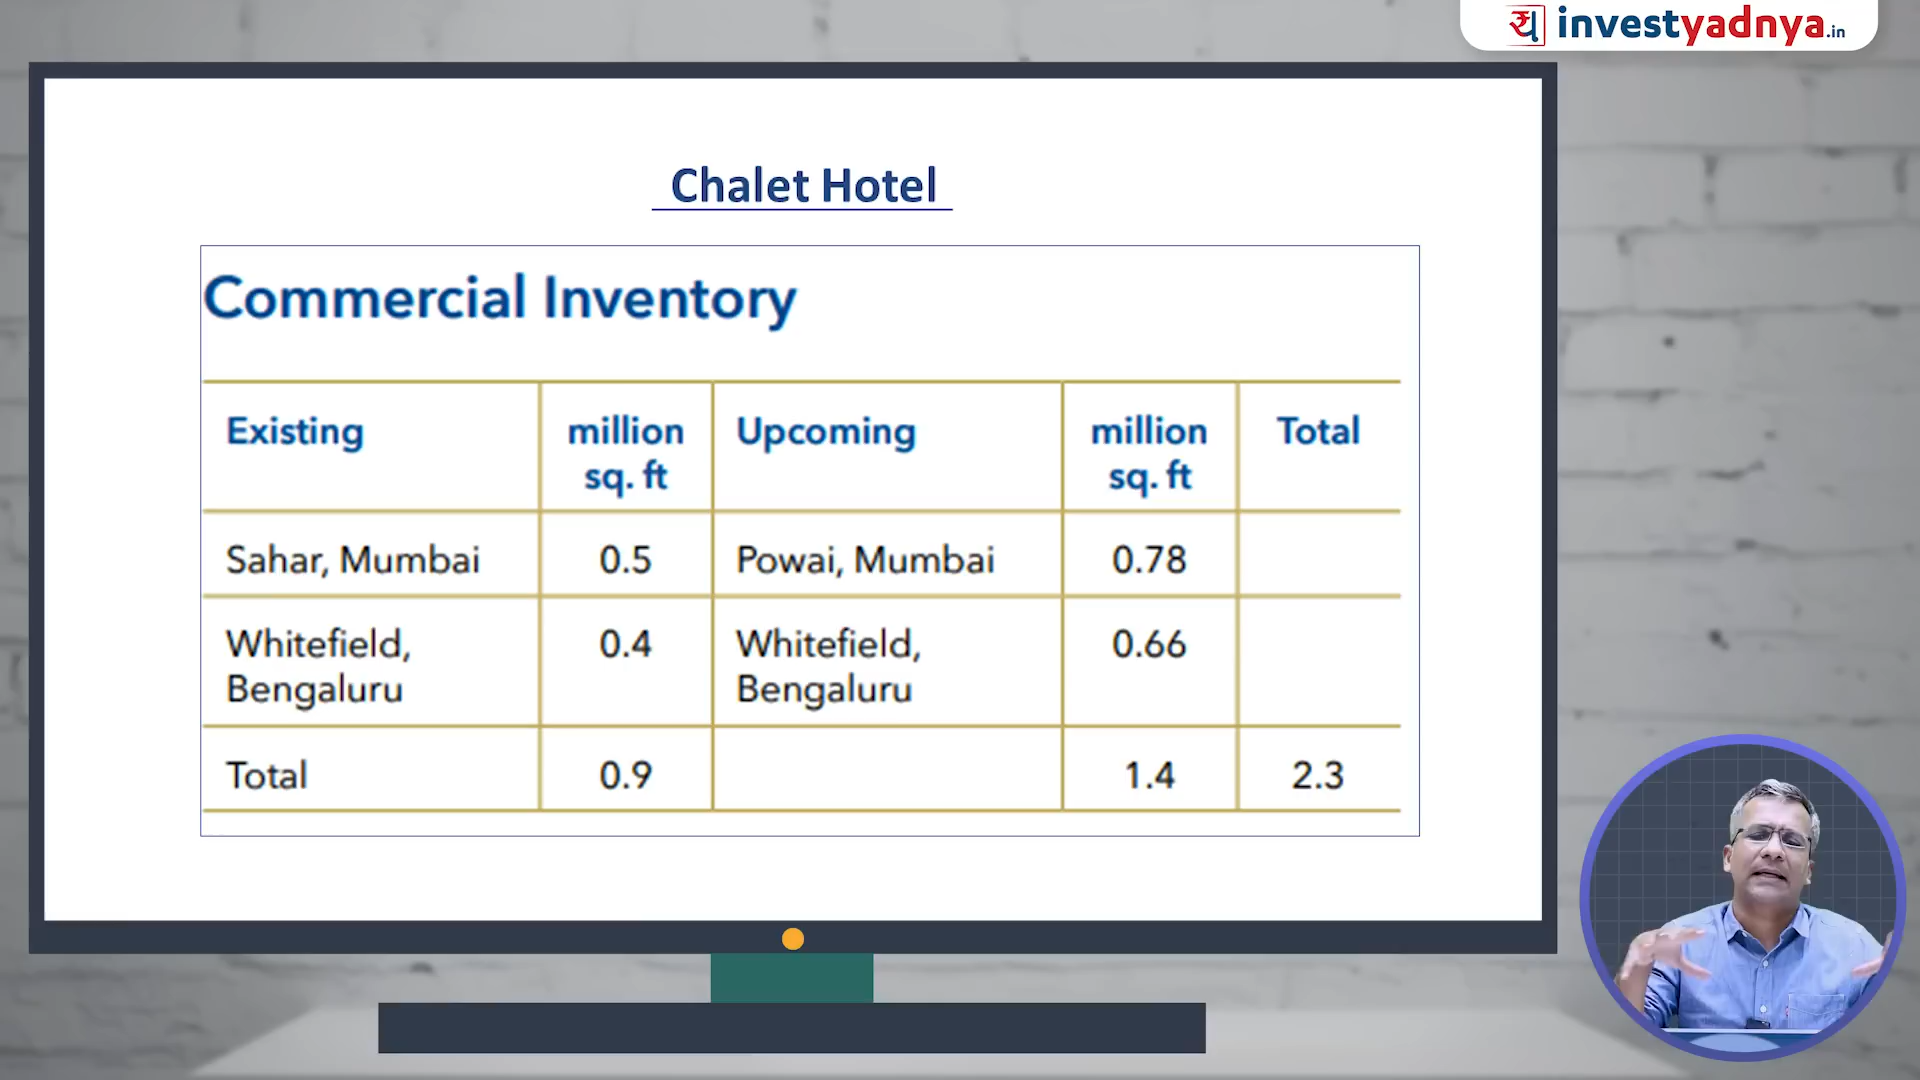 investyadnya.in
Chalet Hotel
Commercial Inventory
Existing million sq. ft Upcoming million sq. ft Total
Sahar, Mumbai 0.5 Powai, Mumbai 0.78
Whitefield, Bengaluru 0.4 Whitefield, Bengaluru 0.66
Total 0.9 1.4 2.3